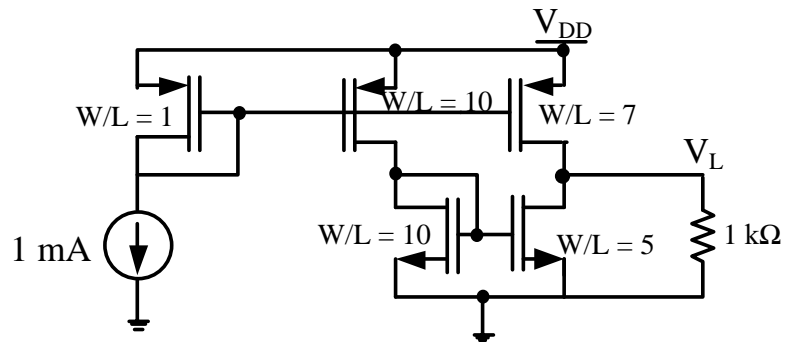 V_DD
W/L = 1
W/L = 10
W/L = 7
V_L
1 mA
W/L = 10
W/L = 5
1 kΩ